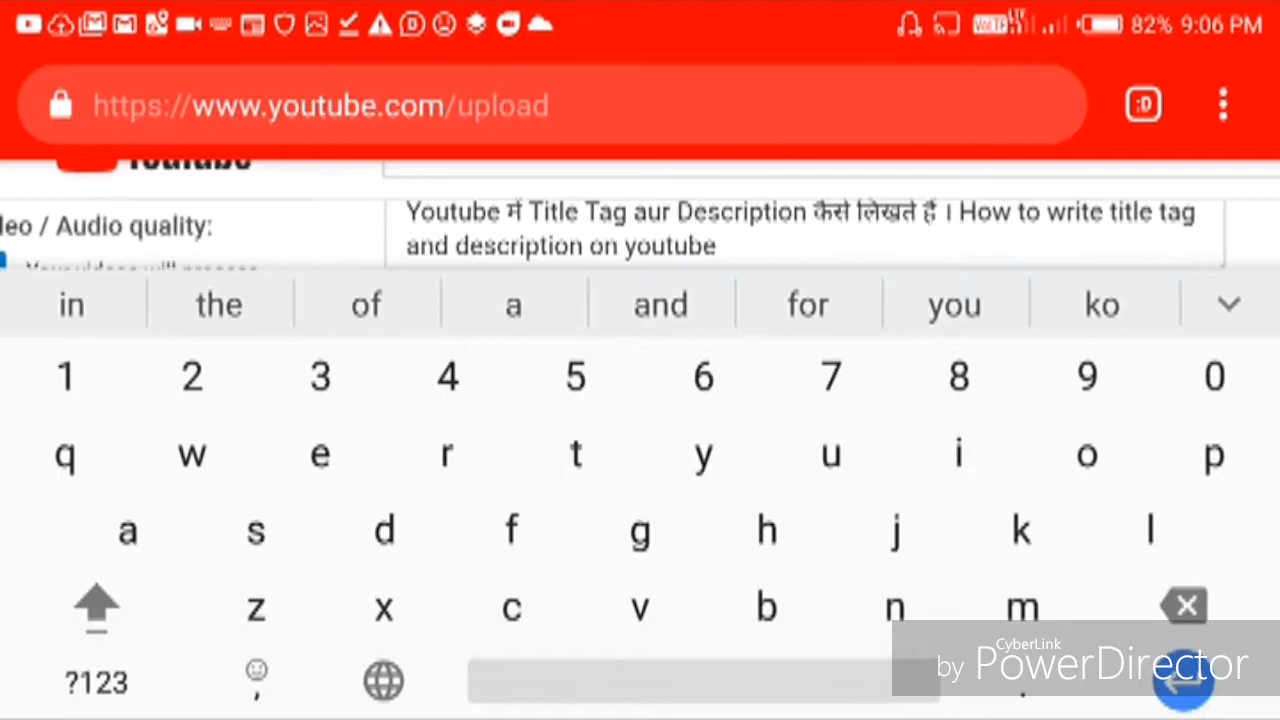 82% 9:06 PM
https://www.youtube.com/upload
:D
Youtube
Youtube में Title Tag aur Description कैसे लिखते हैं । How to write title tag
and description on youtube
leo / Audio quality:
in the of a and for you ko
1 2 3 4 5 6 7 8 9 0
q w e r t y u i o p
a s d f g h j k l
z x c v b n m
?123 , .
CyberLink
by PowerDirector